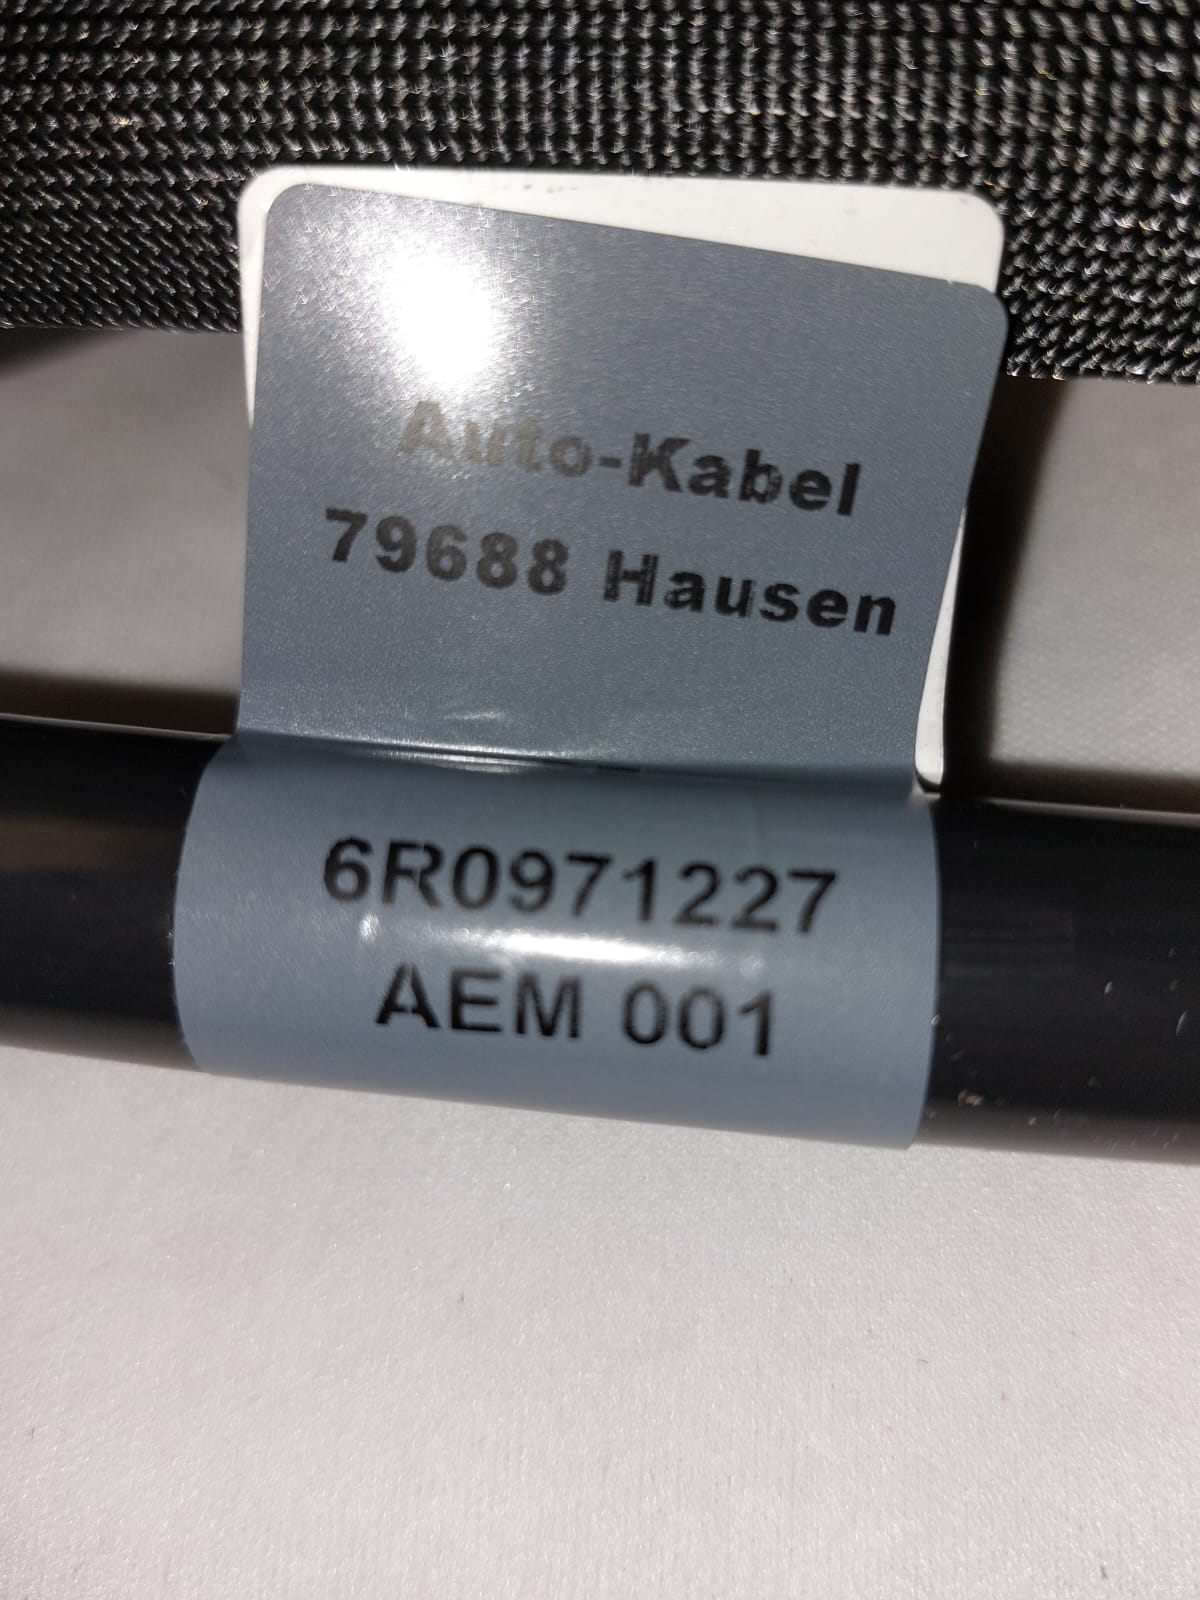 Auto-Kabel
79688 Hausen
6R0971227
AEM 001